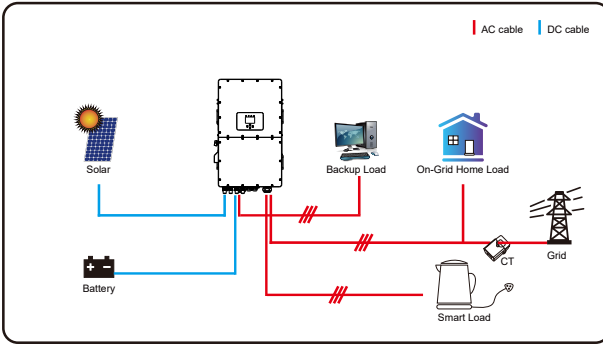 AC cable
DC cable
Solar
Backup Load
On-Grid Home Load
CT
Grid
Battery
Smart Load